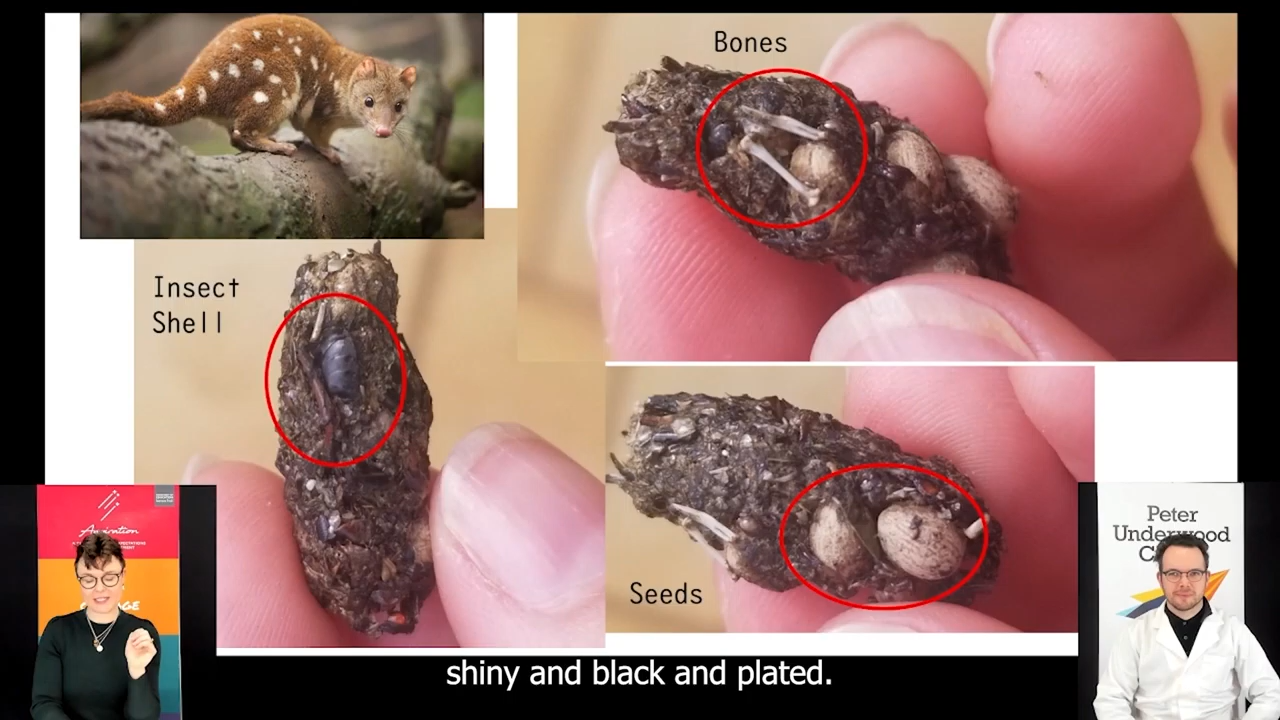 Bones
Insect
Shell
Seeds
Peter
Underwood
shiny and black and plated.